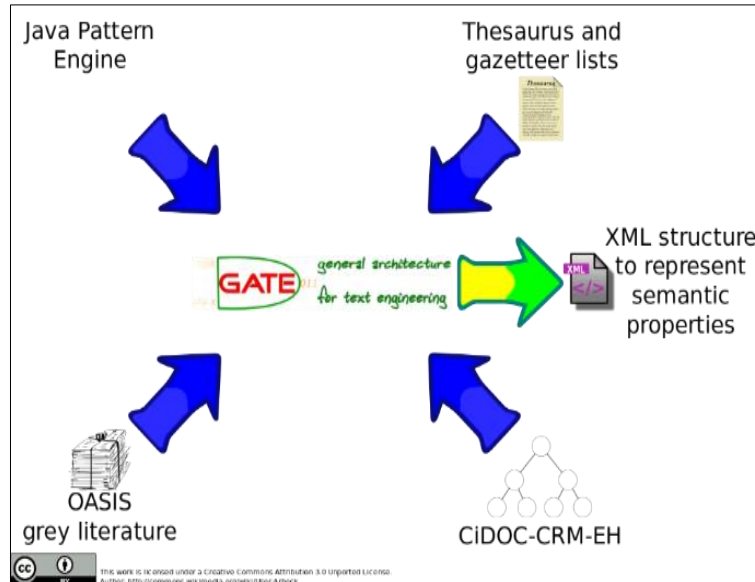 Java Pattern
Engine
Thesaurus and
gazetteer lists
Thesaurus
GATE
general architecture
for text engineering
XML
</>
XML structure
to represent
semantic
properties
OASIS
grey literature
CiDOC-CRM-EH
cc
BY
This work is licensed under a Creative Commons Attribution 3.0 Unported License.